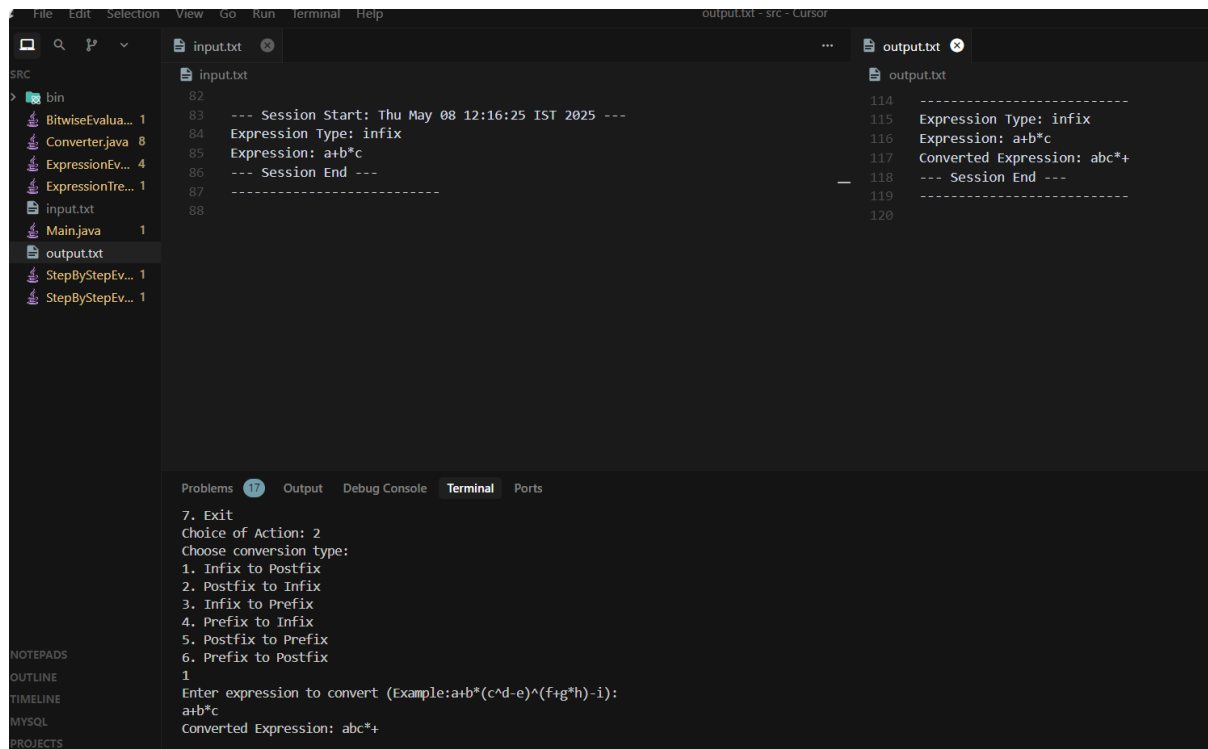 File Edit Selection View Go Run Terminal Help
output.txt - src - Cursor
SRC
bin
BitwiseEvalua... 1
Converter.java 8
ExpressionEv... 4
ExpressionTre... 1
input.txt
Main.java 1
output.txt
StepByStepEv... 1
StepByStepEv... 1
NOTEPADS
OUTLINE
TIMELINE
MYSQL
PROJECTS
input.txt
input.txt
82
83 --- Session Start: Thu May 08 12:16:25 IST 2025 ---
84 Expression Type: infix
85 Expression: a+b*c
86 --- Session End ---
87 ---------------------------
88
output.txt
output.txt
114 ---------------------------
115 Expression Type: infix
116 Expression: a+b*c
117 Converted Expression: abc*+
118 --- Session End ---
119 ---------------------------
120
Problems 17 Output Debug Console Terminal Ports
7. Exit
Choice of Action: 2
Choose conversion type:
1. Infix to Postfix
2. Postfix to Infix
3. Infix to Prefix
4. Prefix to Infix
5. Postfix to Prefix
6. Prefix to Postfix
1
Enter expression to convert (Example:a+b*(c^d-e)^(f+g*h)-i):
a+b*c
Converted Expression: abc*+